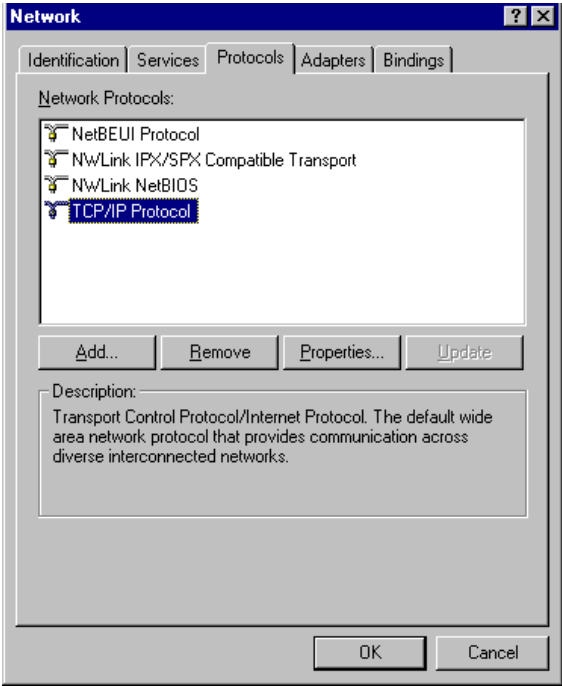 Network
Identification Services Protocols Adapters Bindings
Network Protocols:
NetBEUI Protocol
NWLink IPX/SPX Compatible Transport
NWLink NetBIOS
TCP/IP Protocol
Add... Remove Properties... Update
Description:
Transport Control Protocol/Internet Protocol. The default wide
area network protocol that provides communication across
diverse interconnected networks.
OK Cancel